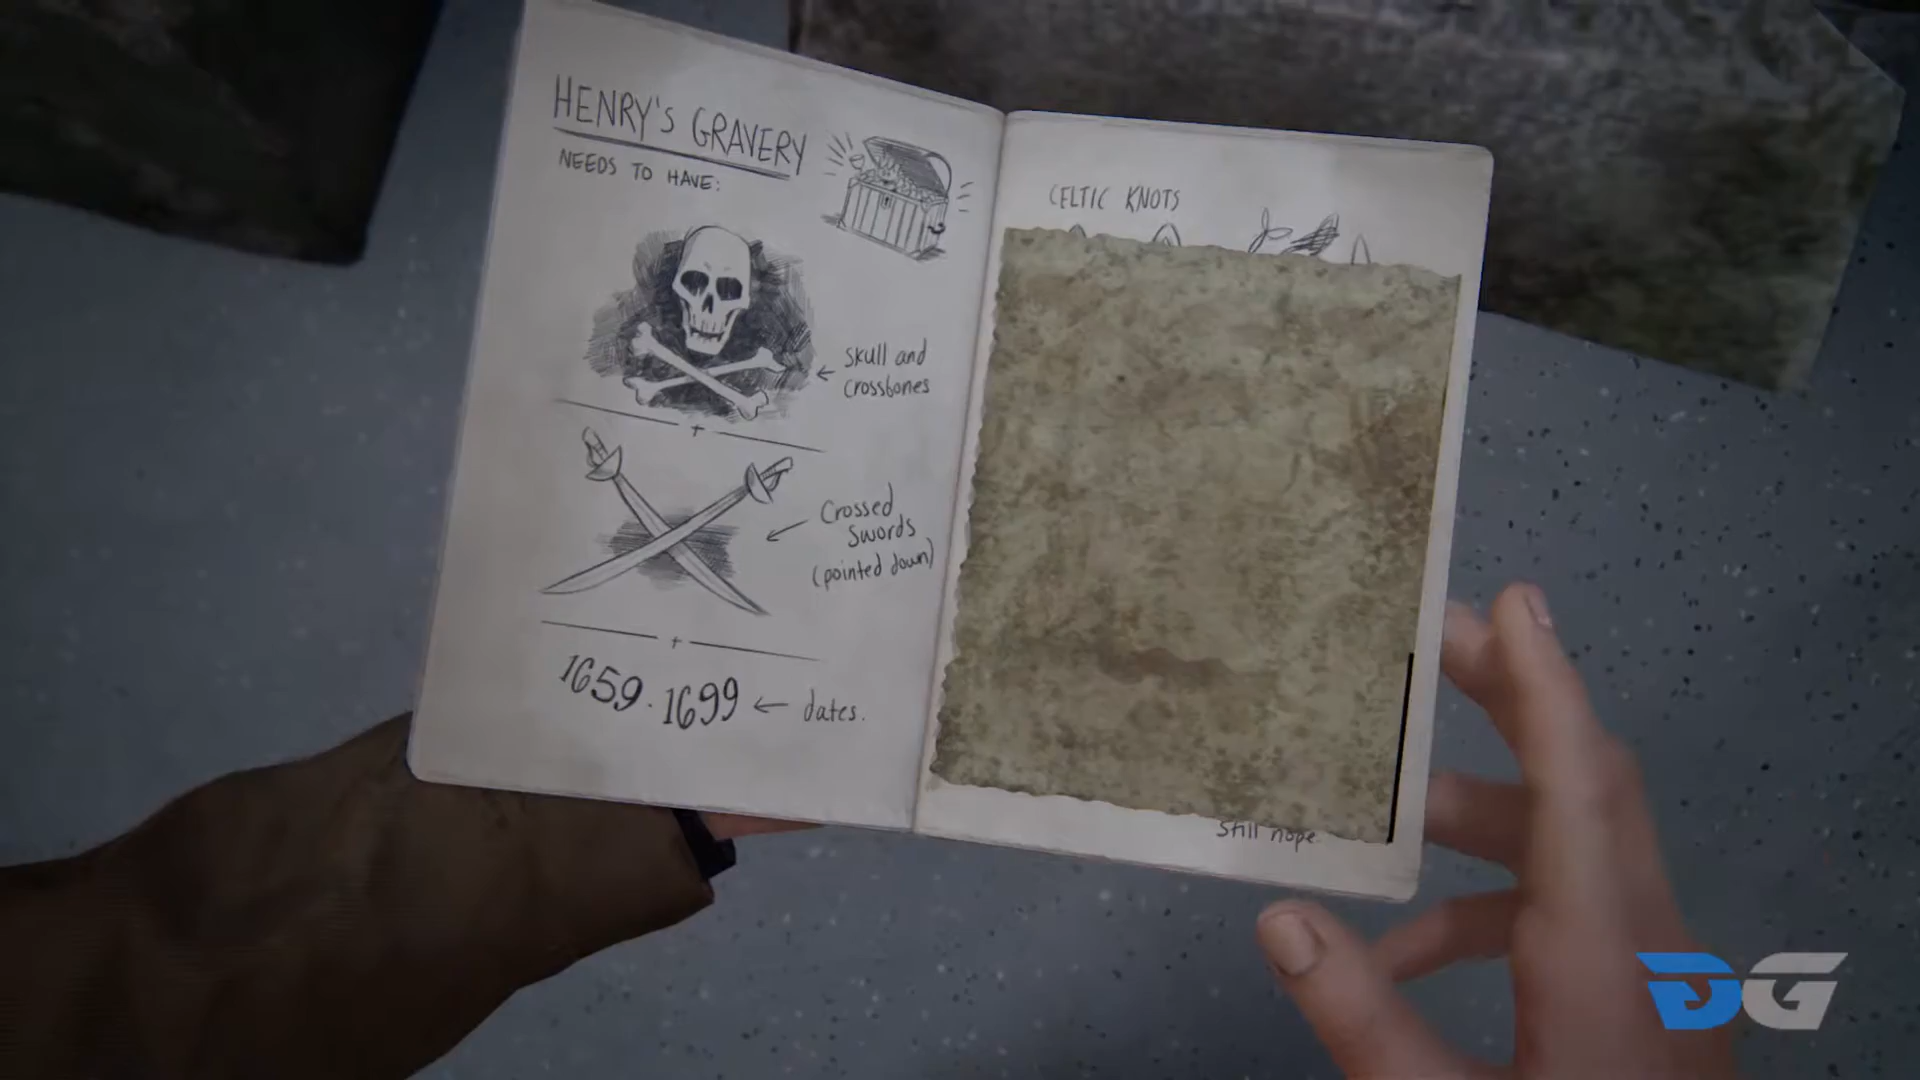 HENRY'S GRAVERY
NEEDS TO HAVE:
skull and
crossbones
Crossed
Swords
(pointed down)
1659 · 1699 ← dates.
CELTIC KNOTS
Still nope.
DG